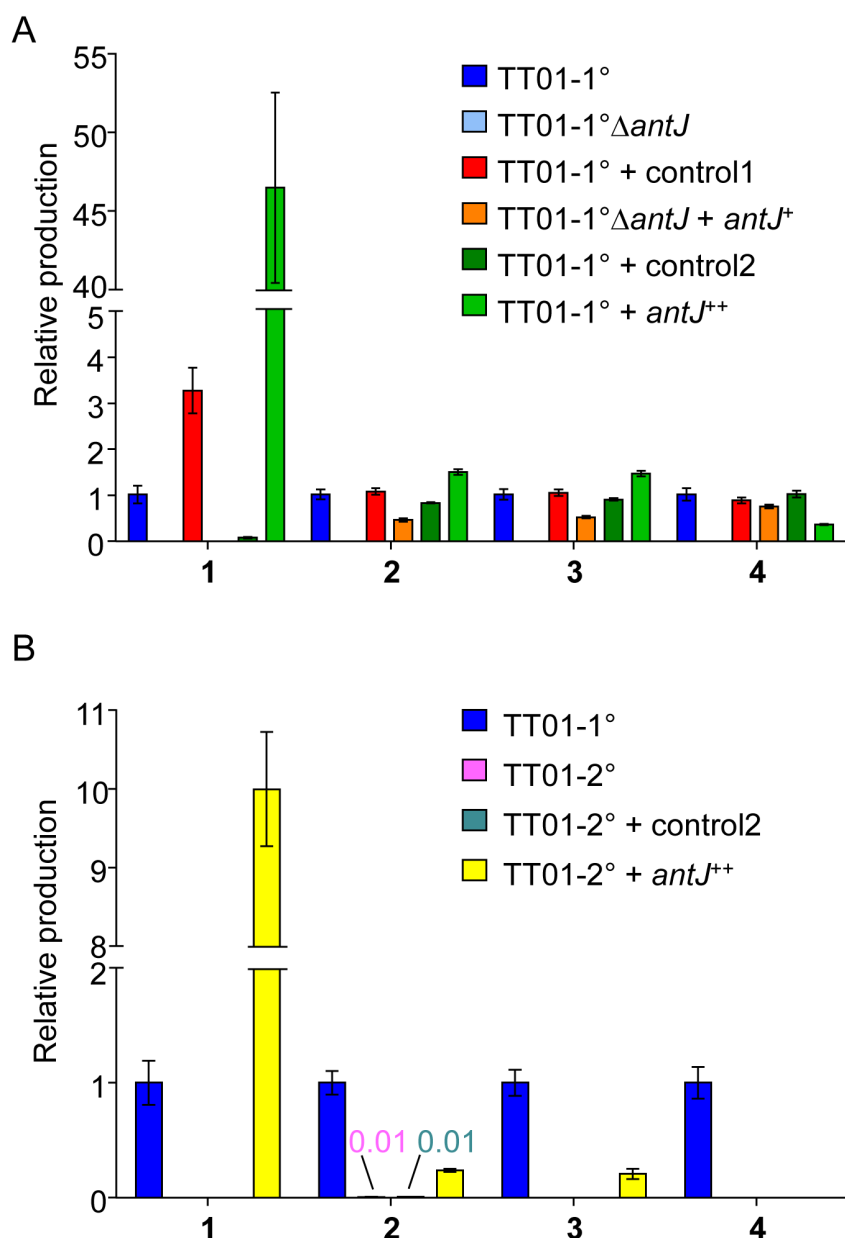 A
Relative production
55
50
45
40
5
4
3
2
1
0
TT01-1°
TT01-1°ΔantJ
TT01-1° + control1
TT01-1°ΔantJ + antJ⁺
TT01-1° + control2
TT01-1° + antJ⁺⁺
1 2 3 4
B
Relative production
11
10
9
8
2
1
0
TT01-1°
TT01-2°
TT01-2° + control2
TT01-2° + antJ⁺⁺
0.01 0.01
1 2 3 4